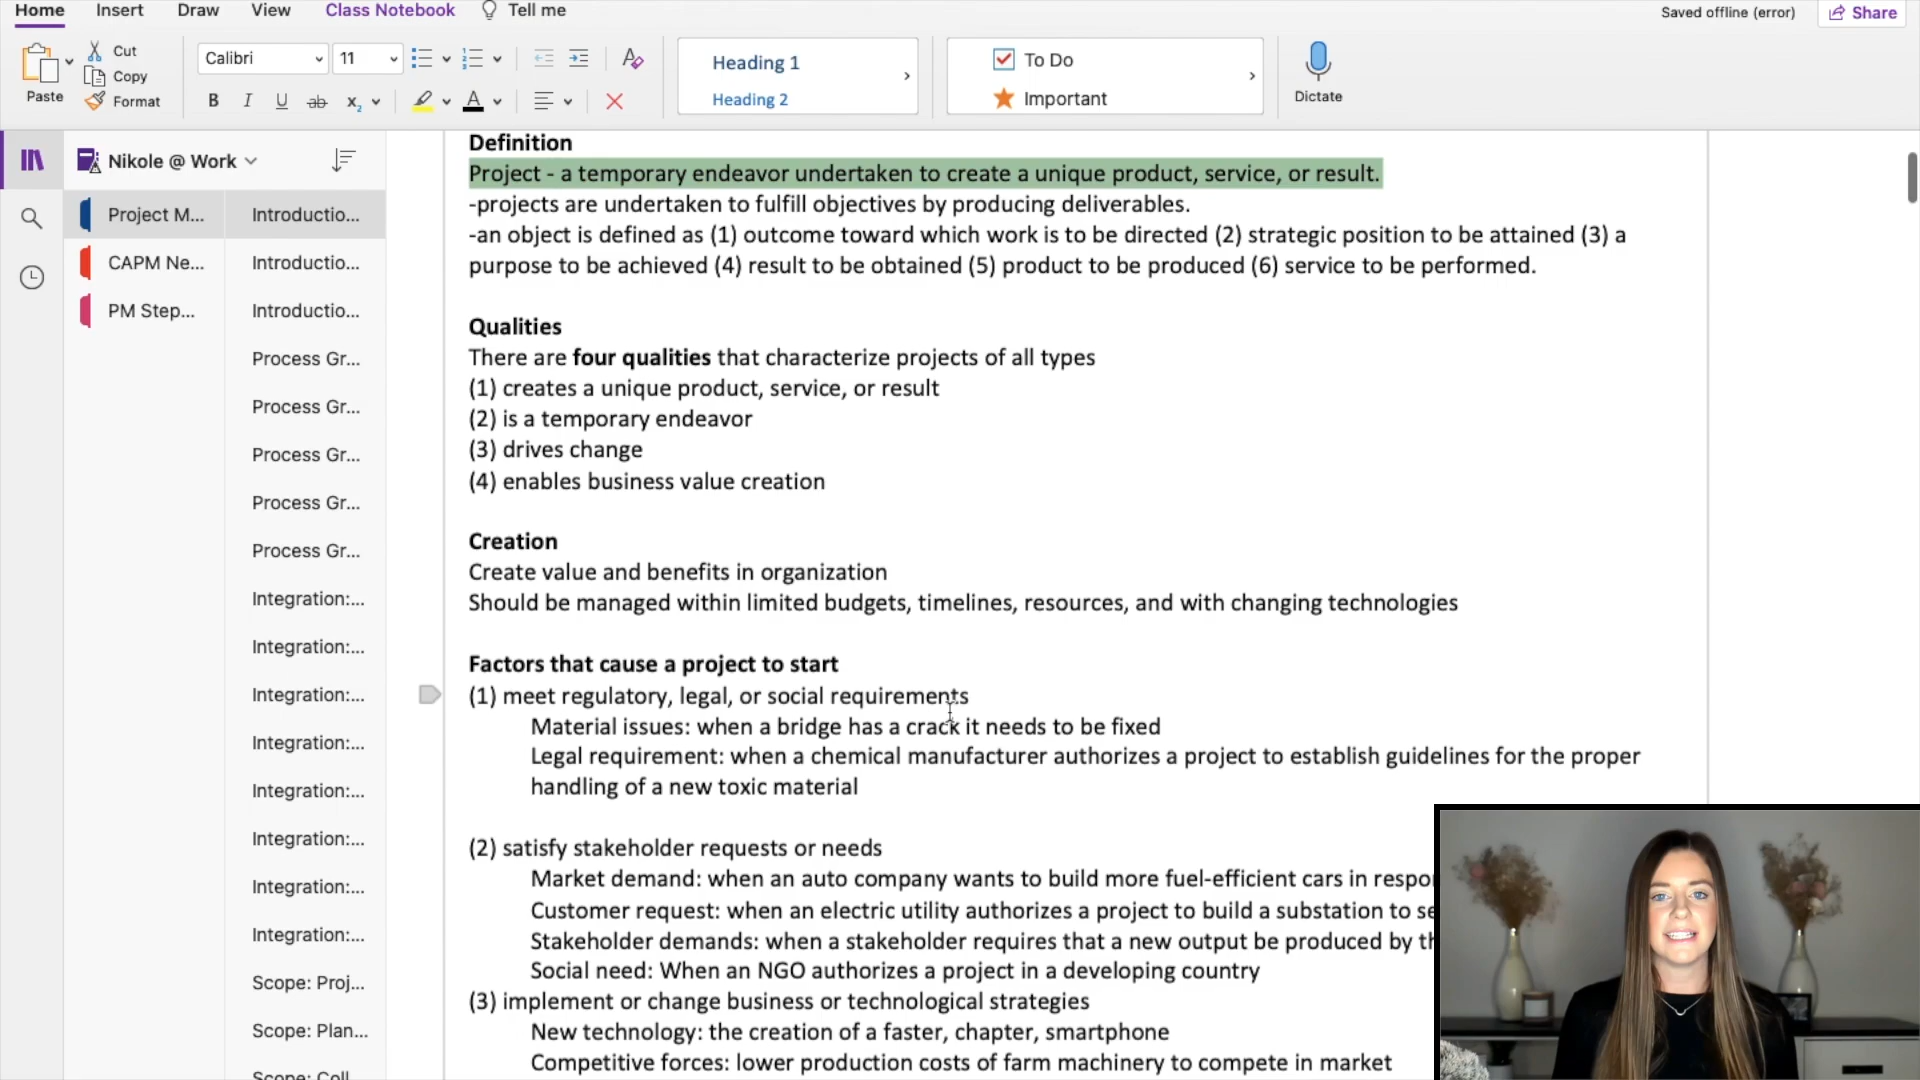 Home Insert Draw View Class Notebook Tell me
Saved offline (error) Share
Paste
Cut
Copy
Format
Calibri 11
B I U ab x₂ A
Heading 1
Heading 2
To Do
Important
Dictate
Nikole @ Work
Project M...
CAPM Ne...
PM Step...
Introductio...
Introductio...
Introductio...
Process Gr...
Process Gr...
Process Gr...
Process Gr...
Process Gr...
Integration:...
Integration:...
Integration:...
Integration:...
Integration:...
Integration:...
Integration:...
Integration:...
Scope: Proj...
Scope: Plan...
Scope: Coll...
Definition
Project - a temporary endeavor undertaken to create a unique product, service, or result.
-projects are undertaken to fulfill objectives by producing deliverables.
-an object is defined as (1) outcome toward which work is to be directed (2) strategic position to be attained (3) a
purpose to be achieved (4) result to be obtained (5) product to be produced (6) service to be performed.
Qualities
There are four qualities that characterize projects of all types
(1) creates a unique product, service, or result
(2) is a temporary endeavor
(3) drives change
(4) enables business value creation
Creation
Create value and benefits in organization
Should be managed within limited budgets, timelines, resources, and with changing technologies
Factors that cause a project to start
(1) meet regulatory, legal, or social requirements
Material issues: when a bridge has a crack it needs to be fixed
Legal requirement: when a chemical manufacturer authorizes a project to establish guidelines for the proper
handling of a new toxic material
(2) satisfy stakeholder requests or needs
Market demand: when an auto company wants to build more fuel-efficient cars in respo
Customer request: when an electric utility authorizes a project to build a substation to se
Stakeholder demands: when a stakeholder requires that a new output be produced by th
Social need: When an NGO authorizes a project in a developing country
(3) implement or change business or technological strategies
New technology: the creation of a faster, chapter, smartphone
Competitive forces: lower production costs of farm machinery to compete in market